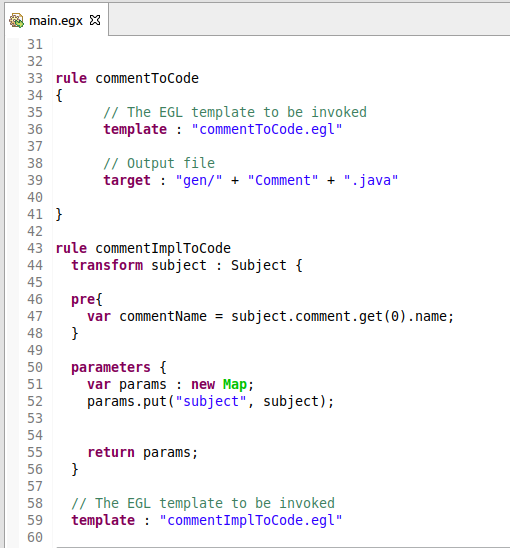 main.egx
31
32
33 rule commentToCode
34 {
35 // The EGL template to be invoked
36 template : "commentToCode.egl"
37
38 // Output file
39 target : "gen/" + "Comment" + ".java"
40
41 }
42
43 rule commentImplToCode
44 transform subject : Subject {
45
46 pre{
47 var commentName = subject.comment.get(0).name;
48 }
49
50 parameters {
51 var params : new Map;
52 params.put("subject", subject);
53
54
55 return params;
56 }
57
58 // The EGL template to be invoked
59 template : "commentImplToCode.egl"
60